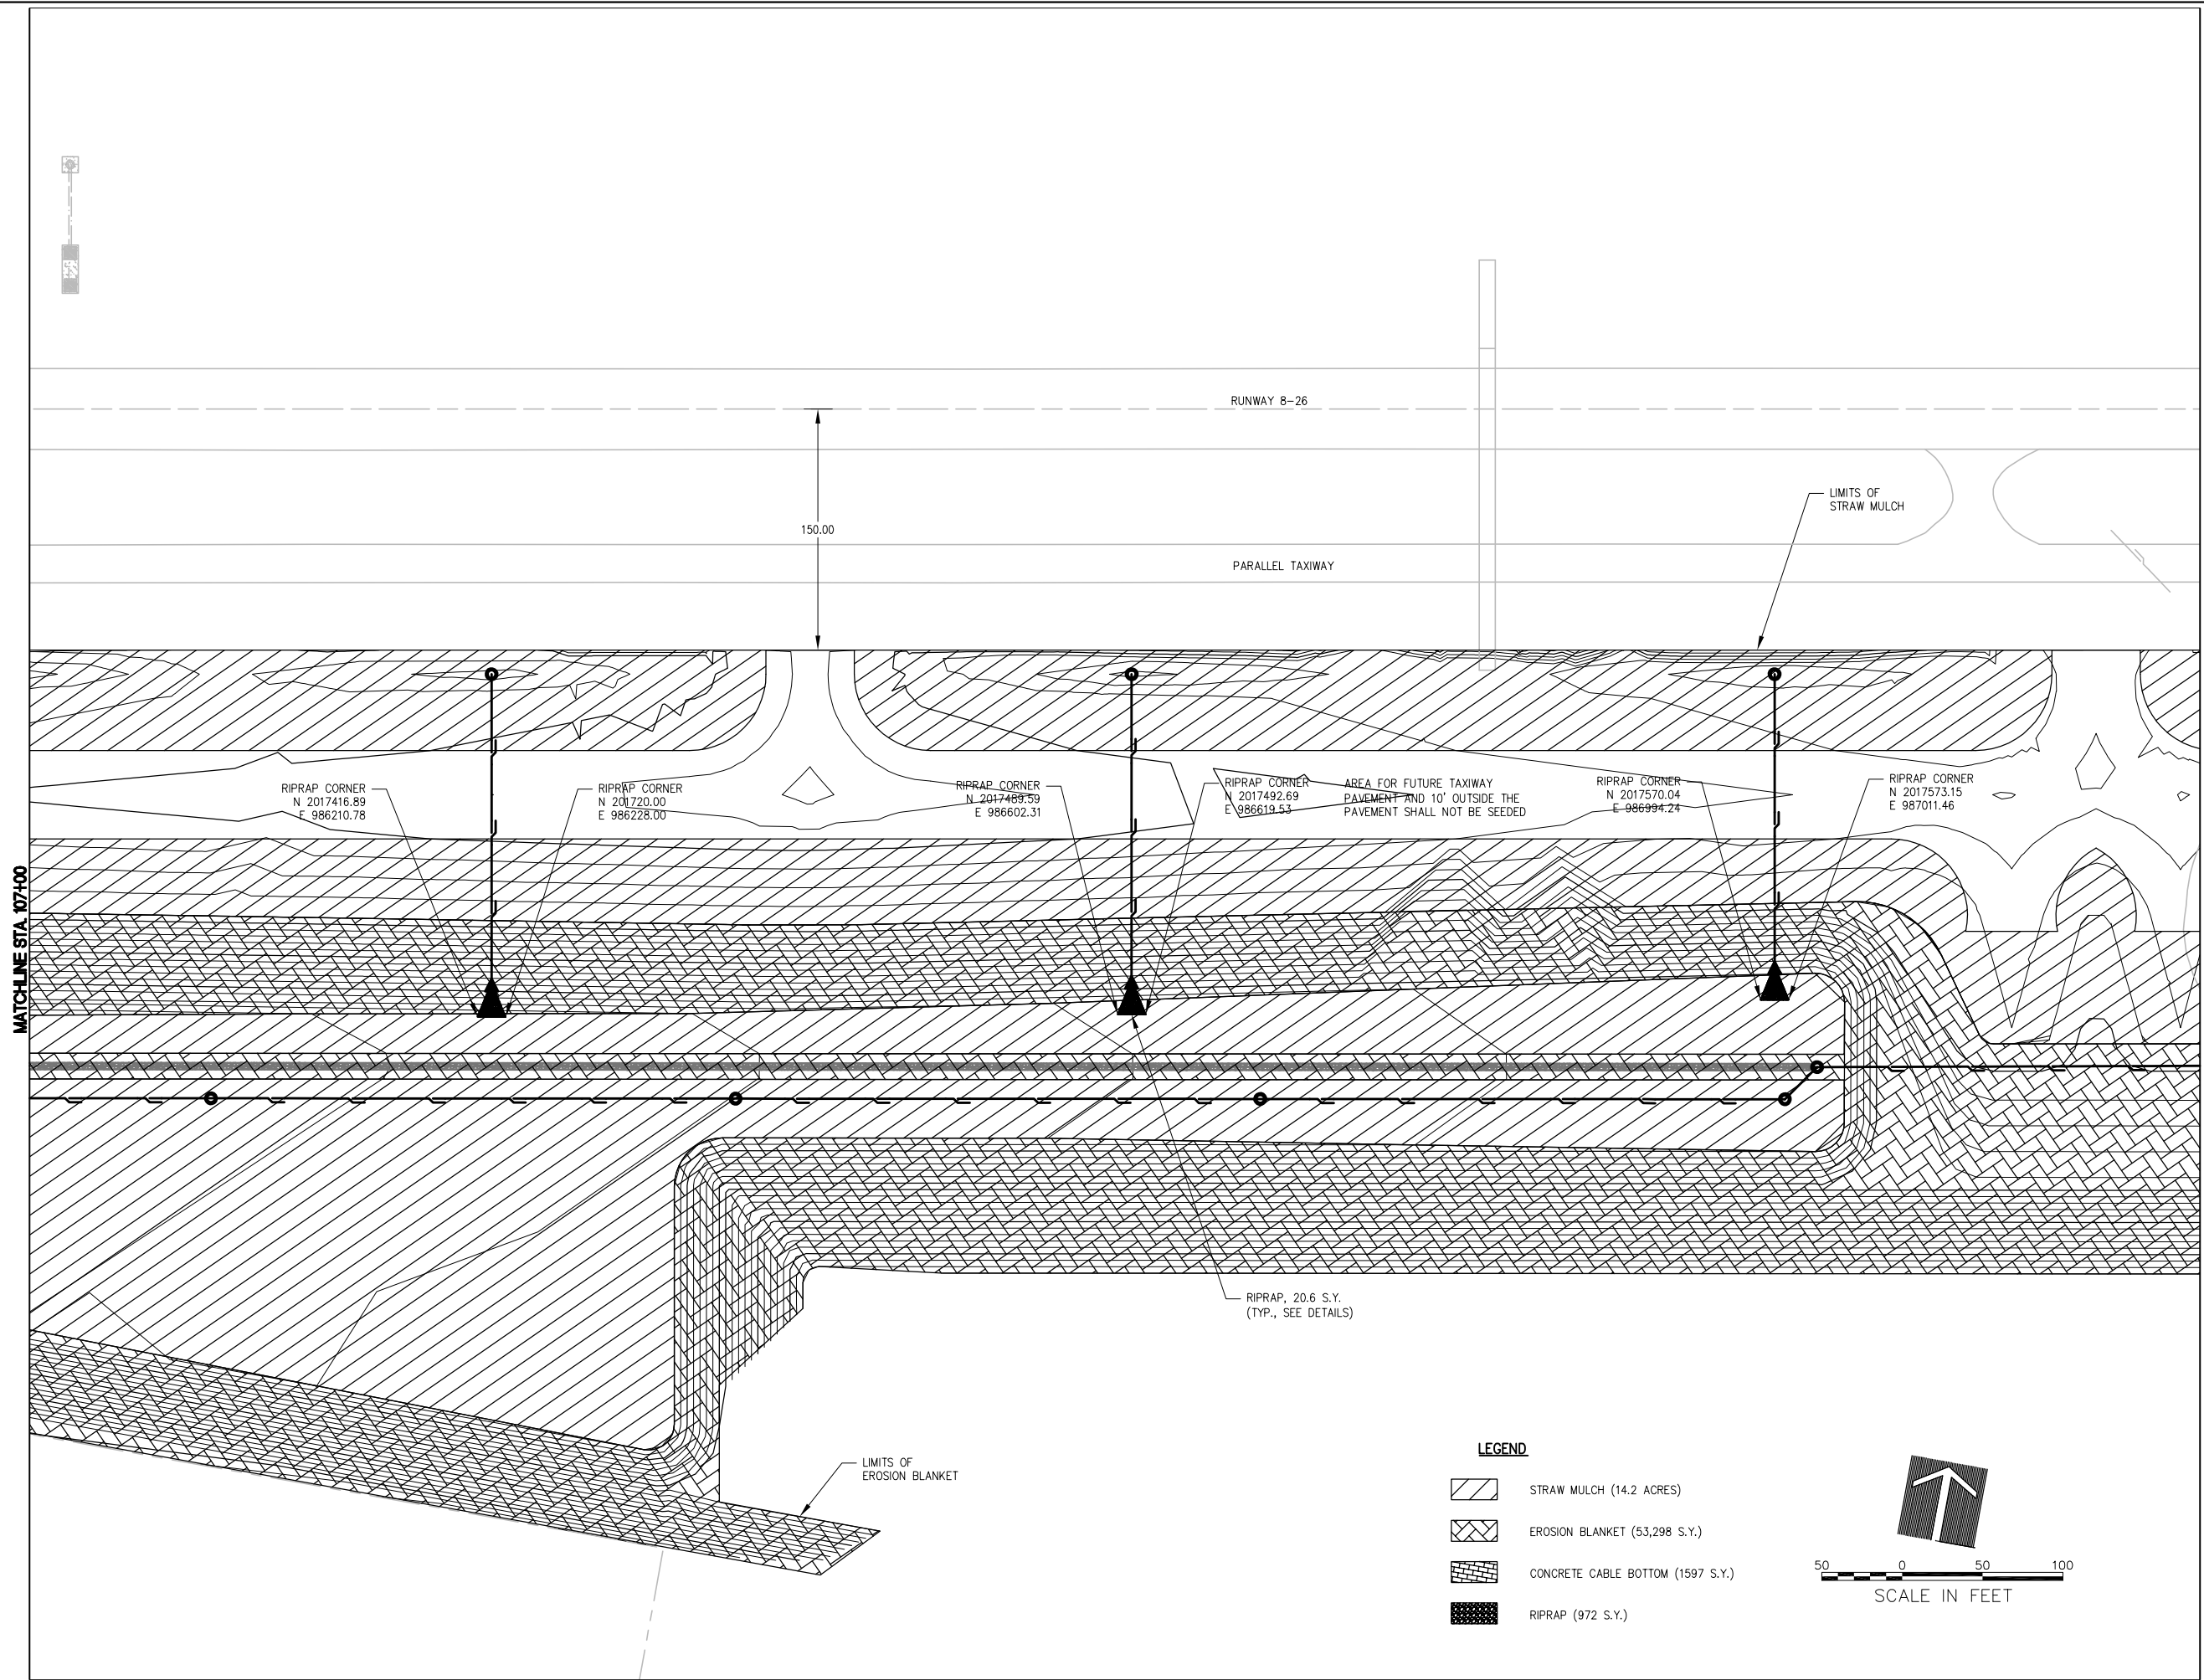 RUNWAY 8-26
LIMITS OF
STRAW MULCH
150.00
PARALLEL TAXIWAY
RIPRAP CORNER
N 2017416.89
E 986210.78
RIPRAP CORNER
N 201720.00
E 986228.00
RIPRAP CORNER
N 2017489.59
E 986602.31
RIPRAP CORNER
N 2017492.69
E 986619.53
AREA FOR FUTURE TAXIWAY
PAVEMENT AND 10' OUTSIDE THE
PAVEMENT SHALL NOT BE SEEDED
RIPRAP CORNER
N 2017570.04
E 986994.24
RIPRAP CORNER
N 2017573.15
E 987011.46
MATCHLINE STA. 107+00
RIPRAP, 20.6 S.Y.
(TYP., SEE DETAILS)
LIMITS OF
EROSION BLANKET
LEGEND
STRAW MULCH (14.2 ACRES)
EROSION BLANKET (53,298 S.Y.)
CONCRETE CABLE BOTTOM (1597 S.Y.)
RIPRAP (972 S.Y.)
50 0 50 100
SCALE IN FEET